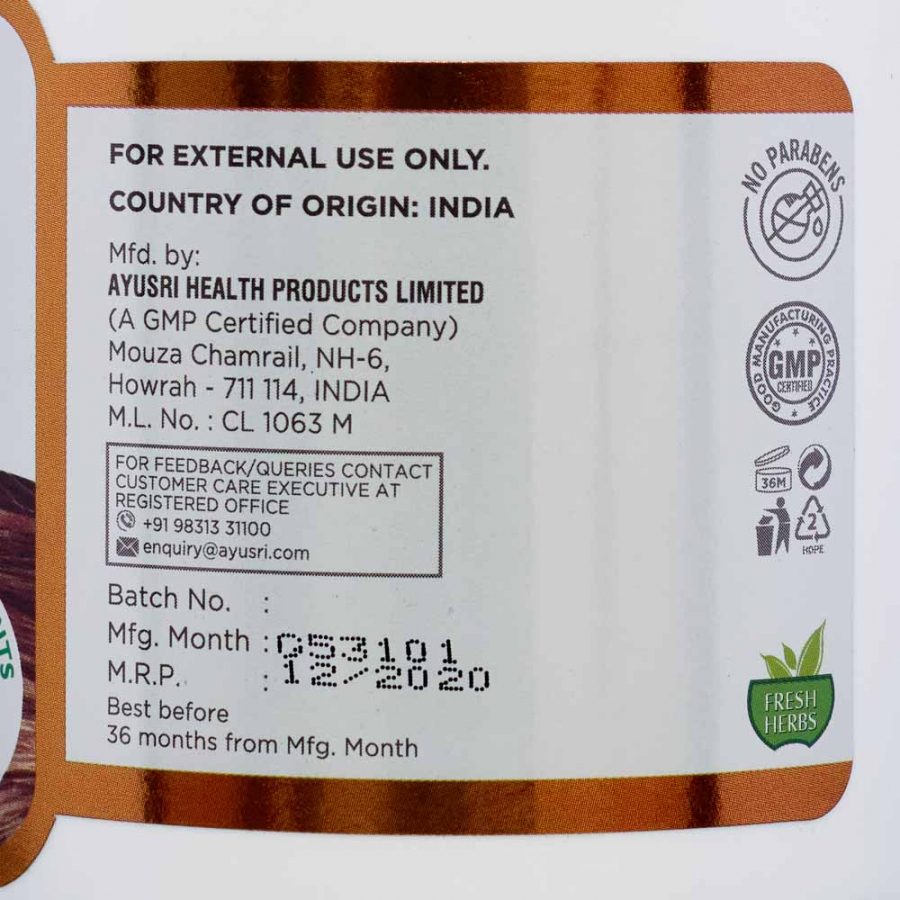 FOR EXTERNAL USE ONLY.
COUNTRY OF ORIGIN: INDIA
Mfd. by:
AYUSRI HEALTH PRODUCTS LIMITED
(A GMP Certified Company)
Mouza Chamrail, NH-6,
Howrah - 711 114, INDIA
M.L. No. : CL 1063 M
FOR FEEDBACK/QUERIES CONTACT
CUSTOMER CARE EXECUTIVE AT
REGISTERED OFFICE
+91 98313 31100
enquiry@ayusri.com
Batch No. :
Mfg. Month : G53101
M.R.P. : 12/2020
Best before
36 months from Mfg. Month
NO PARABENS
GOOD MANUFACTURING PRACTICE
GMP
CERTIFIED
36M
2
HDPE
FRESH
HERBS